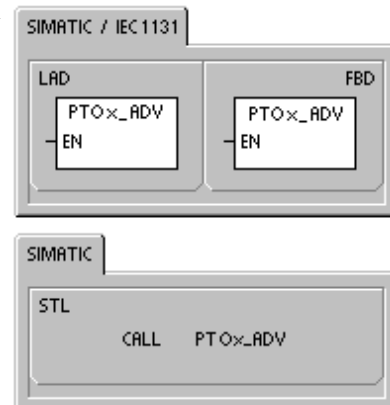 SIMATIC / IEC1131
LAD
FBD
PTOx_ADV
PTOx_ADV
EN
EN
SIMATIC
STL
CALL PTOx_ADV